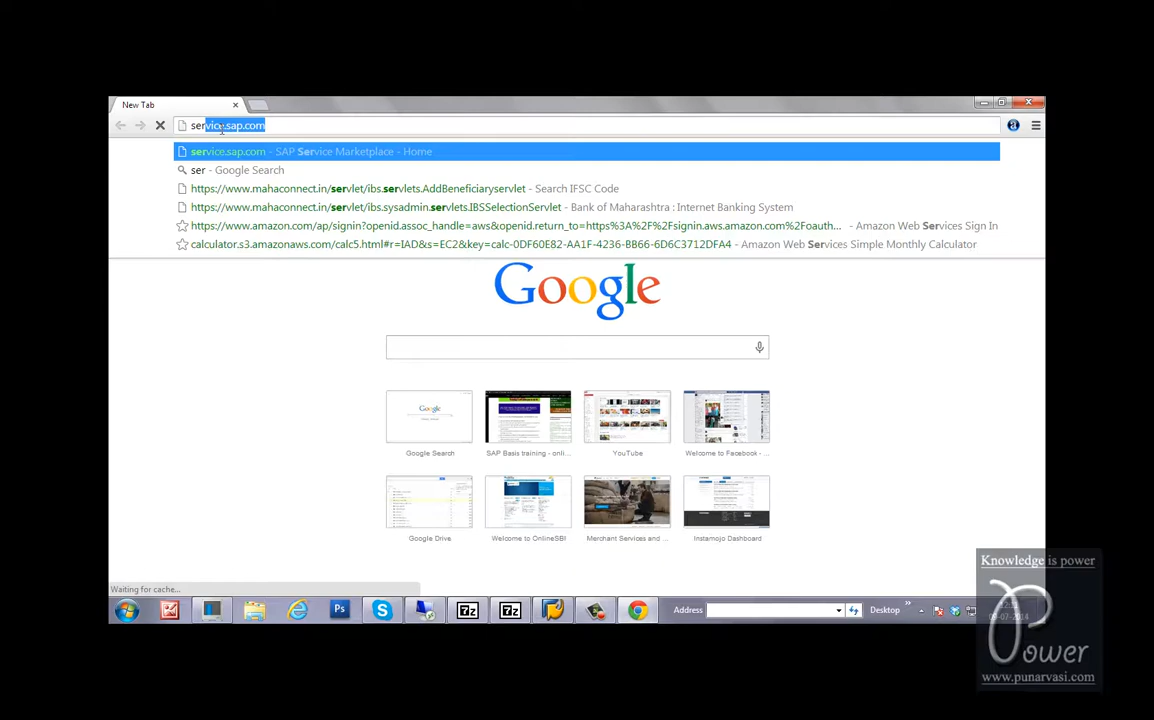 New Tab
service.sap.com
service.sap.com - SAP Service Marketplace - Home
ser - Google Search
https://www.mahaconnect.in/servlet/ibs.servlets.AddBeneficiaryservlet - Search IFSC Code
https://www.mahaconnect.in/servlet/ibs.sysadmin.servlets.IBSSelectionServlet - Bank of Maharashtra : Internet Banking System
https://www.amazon.com/ap/signin?openid.assoc_handle=aws&openid.return_to=https%3A%2F%2Fsignin.aws.amazon.com%2Foauth... - Amazon Web Services Sign In
calculator.s3.amazonaws.com/calc5.html#r=IAD&s=EC2&key=calc-0DF60E82-AA1F-4236-BB66-6D6C3712DFA4 - Amazon Web Services Simple Monthly Calculator
Google
Google Search
SAP Basis training - onli...
YouTube
Welcome to Facebook - ...
Google Drive
Welcome to OnlineSBI
Merchant Services and ...
Instamojo Dashboard
Waiting for cache...
Ps
7z
7z
Address
Desktop
09-07-2014
Knowledge is power
Power
www.punarvasi.com